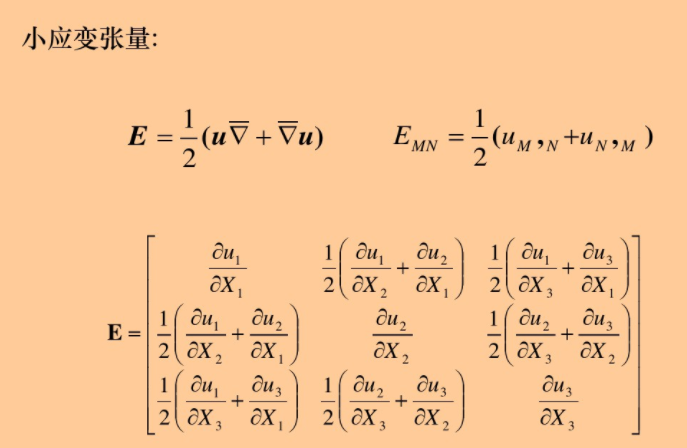 小应变张量:
$\boldsymbol{E} = \frac{1}{2}(\boldsymbol{u}\overline{\nabla} + \overline{\nabla}\boldsymbol{u})$ $E_{MN} = \frac{1}{2}(u_M,_N + u_N,_M)$
$\mathbf{E} = \begin{bmatrix} \frac{\partial u_1}{\partial X_1} & \frac{1}{2}\left(\frac{\partial u_1}{\partial X_2} + \frac{\partial u_2}{\partial X_1}\right) & \frac{1}{2}\left(\frac{\partial u_1}{\partial X_3} + \frac{\partial u_3}{\partial X_1}\right) \\ \frac{1}{2}\left(\frac{\partial u_1}{\partial X_2} + \frac{\partial u_2}{\partial X_1}\right) & \frac{\partial u_2}{\partial X_2} & \frac{1}{2}\left(\frac{\partial u_2}{\partial X_3} + \frac{\partial u_3}{\partial X_2}\right) \\ \frac{1}{2}\left(\frac{\partial u_1}{\partial X_3} + \frac{\partial u_3}{\partial X_1}\right) & \frac{1}{2}\left(\frac{\partial u_2}{\partial X_3} + \frac{\partial u_3}{\partial X_2}\right) & \frac{\partial u_3}{\partial X_3} \end{bmatrix}$